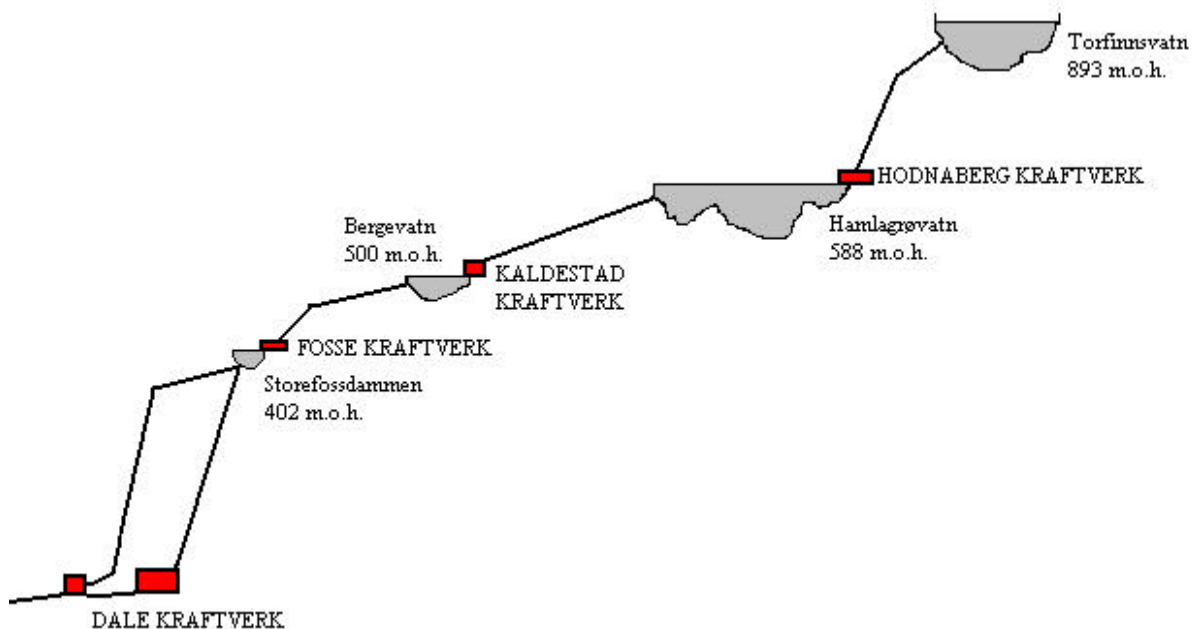 Torfinnsvatn
893 m.o.h.
HODNABERG KRAFTVERK
Hamlagrøvatn
588 m.o.h.
Bergevatn
500 m.o.h.
KALDESTAD
KRAFTVERK
FOSSE KRAFTVERK
Storefossdammen
402 m.o.h.
DALE KRAFTVERK